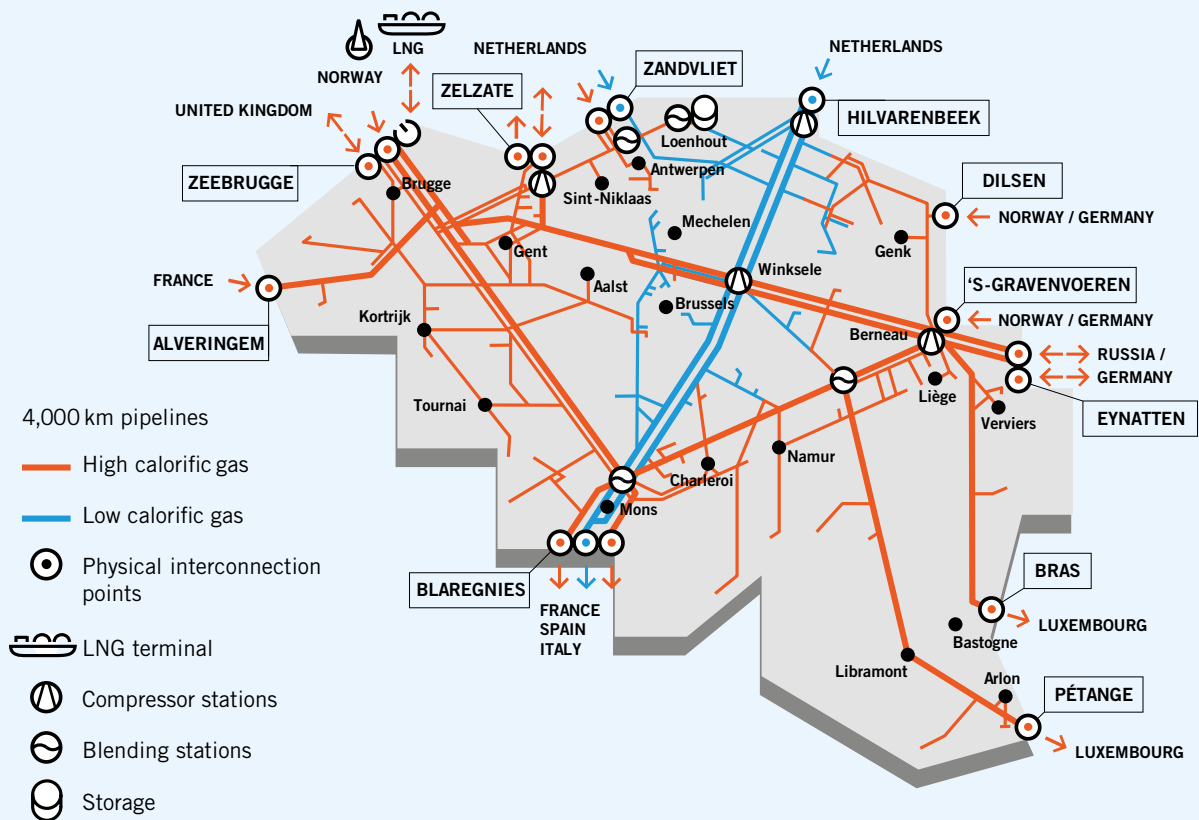 LNG
NORWAY
NETHERLANDS
NETHERLANDS
ZANDVLIET
ZELZATE
UNITED KINGDOM
HILVARENBEEK
Loenhout
ZEEBRUGGE
Antwerpen
Brugge
Sint-Niklaas
DILSEN
NORWAY / GERMANY
Mechelen
Gent
Genk
Winksele
FRANCE
Aalst
'S-GRAVENVOEREN
Brussels
NORWAY / GERMANY
Kortrijk
Berneau
ALVERINGEM
RUSSIA /
GERMANY
Liège
Tournai
Verviers
EYNATTEN
4,000 km pipelines
High calorific gas
Namur
Charleroi
Mons
Low calorific gas
Physical interconnection
points
BLAREGNIES
BRAS
FRANCE
SPAIN
ITALY
LUXEMBOURG
Bastogne
LNG terminal
Libramont
Arlon
PÉTANGE
Compressor stations
Blending stations
LUXEMBOURG
Storage